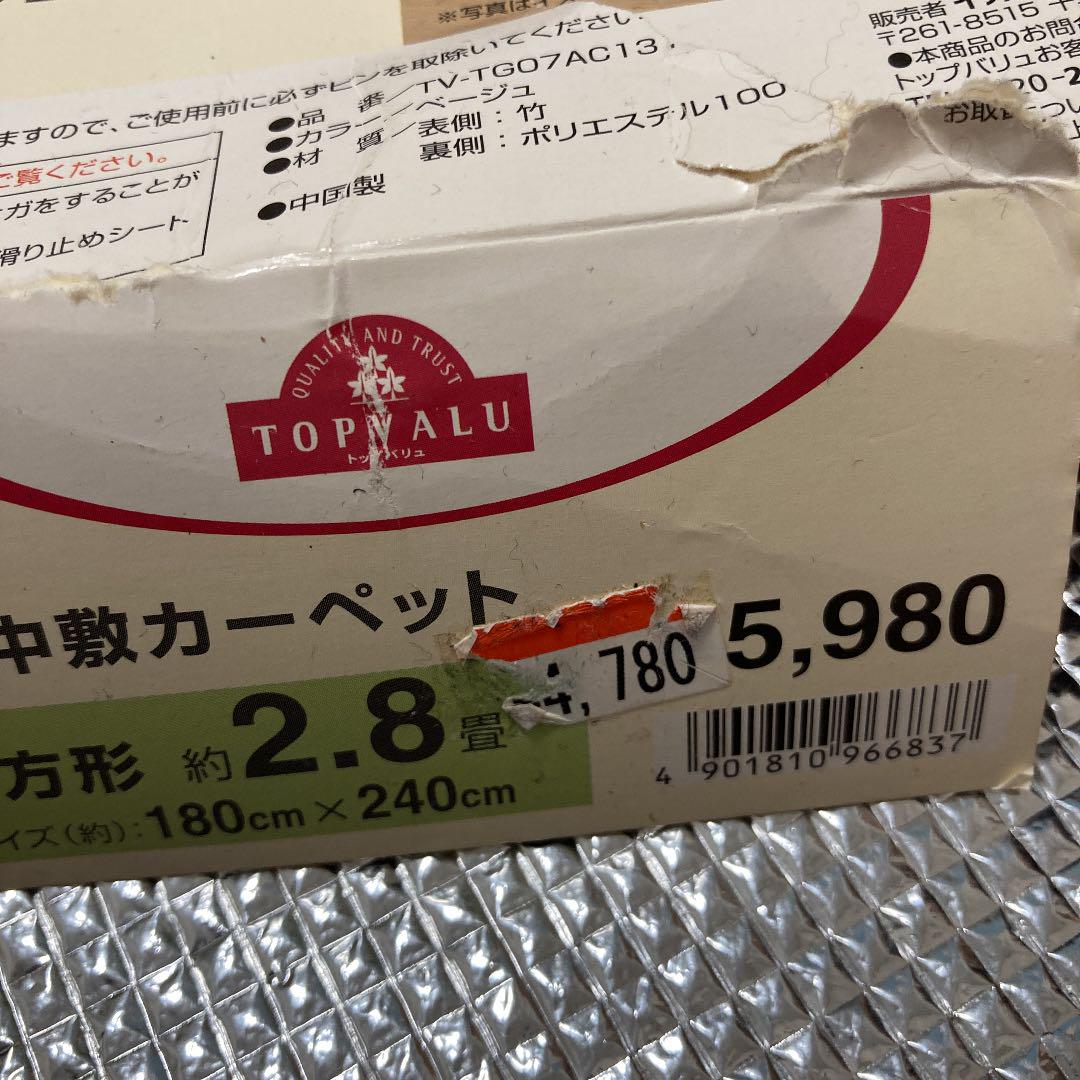 ※写真はイ
ますので、ご使用前に必ずピンを取除いてください
ご覧ください。
ガをすることが
滑り止めシート
●品 番／TV-TG07AC13
●カラー／ベージュ
●材 質／表側：竹
裏側：ポリエステル100
●中国製
販売者
〒261-8515
●本商品のお問
トップバリュお客
お取
QUALITY AND TRUST
TOPVALU
トップバリュ
中敷カーペット
4,780
5,980
方形 約2.8畳
イズ(約):180cm×240cm
4 901810 966837